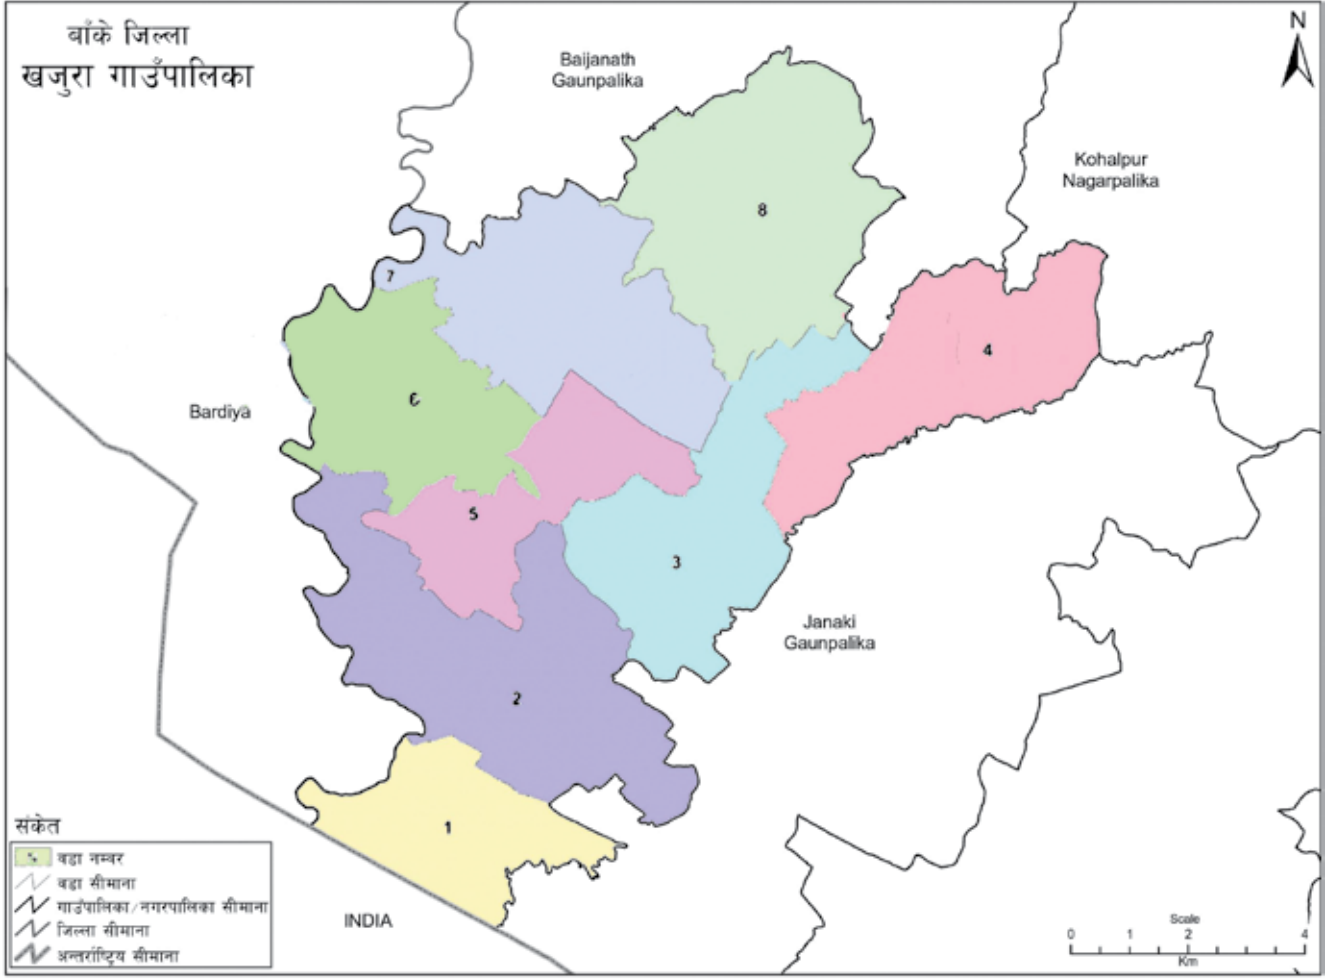 बाँके जिल्ला
खजुरा गाउँपालिका
N
Baijanath
Gaunpalika
Kohalpur
Nagarpalika
8
7
4
6
Bardiya
5
3
Janaki
Gaunpalika
2
1
INDIA
संकेत
वडा नम्बर
वडा सीमाना
गाउँपालिका/नगरपालिका सीमाना
जिल्ला सीमाना
अन्तर्राष्ट्रिय सीमाना
Scale
0 1 2 4
Km